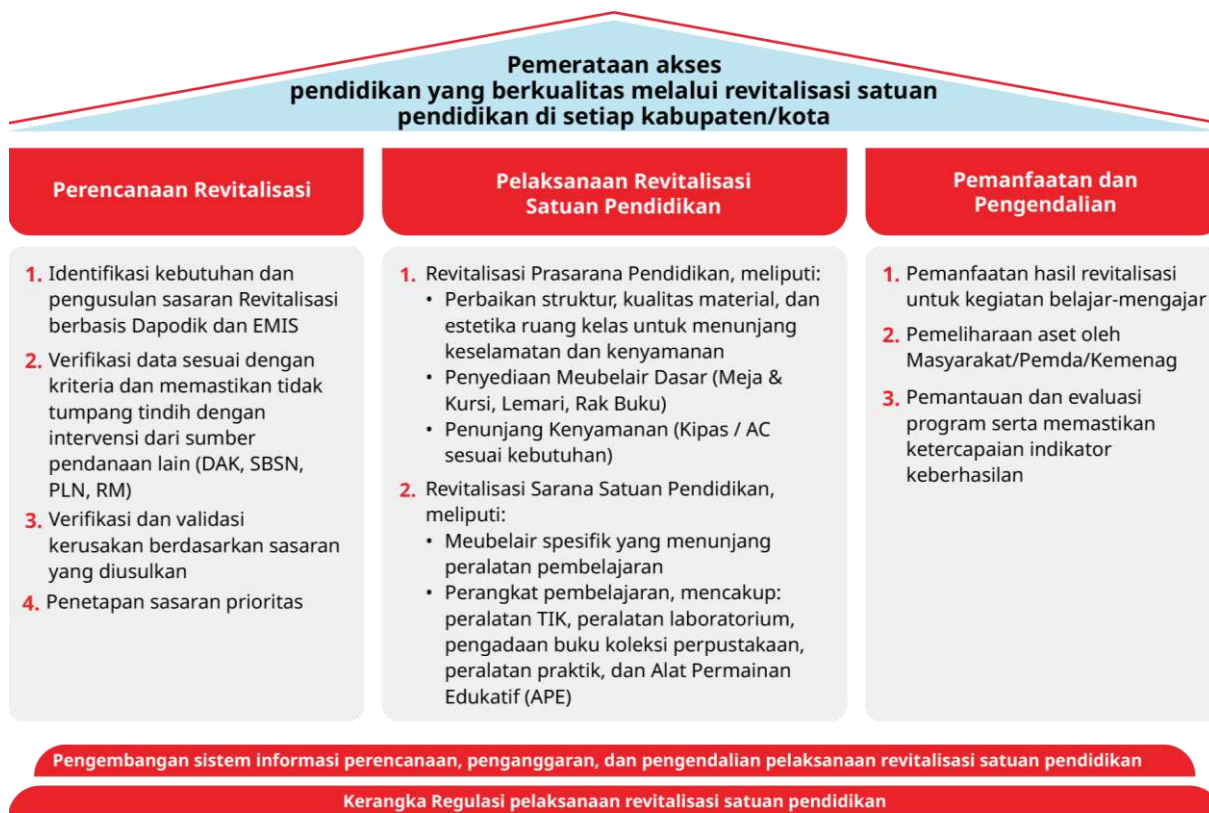 Pemerataan akses
pendidikan yang berkualitas melalui revitalisasi satuan
pendidikan di setiap kabupaten/kota
Perencanaan Revitalisasi
1. Identifikasi kebutuhan dan
pengusulan sasaran Revitalisasi
berbasis Dapodik dan EMIS
2. Verifikasi data sesuai dengan
kriteria dan memastikan tidak
tumpang tindih dengan
intervensi dari sumber
pendanaan lain (DAK, SBSN,
PLN, RM)
3. Verifikasi dan validasi
kerusakan berdasarkan sasaran
yang diusulkan
4. Penetapan sasaran prioritas
Pelaksanaan Revitalisasi
Satuan Pendidikan
1. Revitalisasi Prasarana Pendidikan, meliputi:
• Perbaikan struktur, kualitas material, dan
estetika ruang kelas untuk menunjang
keselamatan dan kenyamanan
• Penyediaan Meubelair Dasar (Meja &
Kursi, Lemari, Rak Buku)
• Penunjang Kenyamanan (Kipas / AC
sesuai kebutuhan)
2. Revitalisasi Sarana Satuan Pendidikan,
meliputi:
• Meubelair spesifik yang menunjang
peralatan pembelajaran
• Perangkat pembelajaran, mencakup:
peralatan TIK, peralatan laboratorium,
pengadaan buku koleksi perpustakaan,
peralatan praktik, dan Alat Permainan
Edukatif (APE)
Pemanfaatan dan
Pengendalian
1. Pemanfaatan hasil revitalisasi
untuk kegiatan belajar-mengajar
2. Pemeliharaan aset oleh
Masyarakat/Pemda/Kemenag
3. Pemantauan dan evaluasi
program serta memastikan
ketercapaian indikator
keberhasilan
Pengembangan sistem informasi perencanaan, penganggaran, dan pengendalian pelaksanaan revitalisasi satuan pendidikan
Kerangka Regulasi pelaksanaan revitalisasi satuan pendidikan